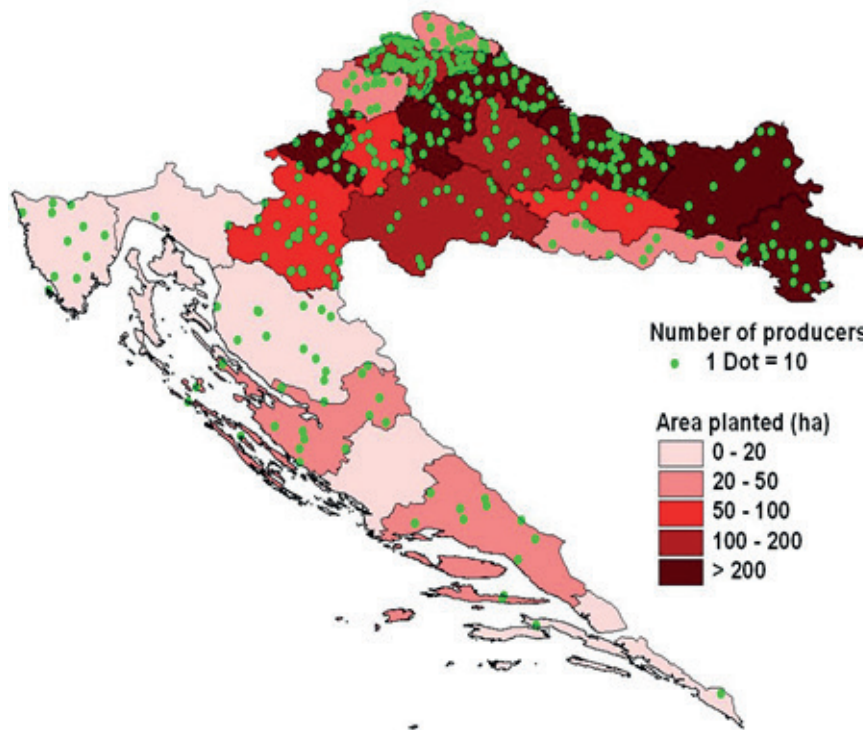 Number of producers
1 Dot = 10
Area planted (ha)
0 - 20
20 - 50
50 - 100
100 - 200
> 200